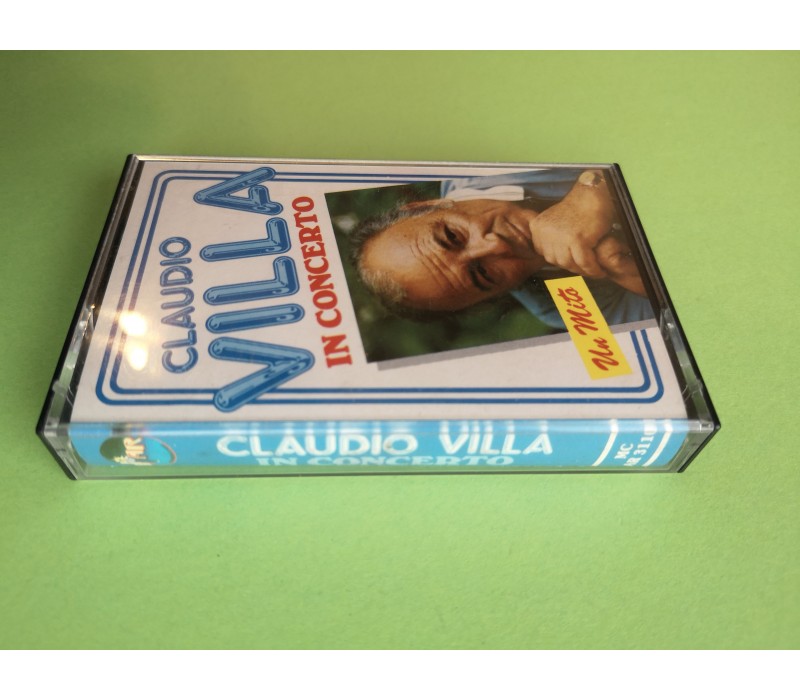 CLAUDIO
VILLA
IN CONCERTO
Un Mito
CLAUDIO VILLA
IN CONCERTO
MC